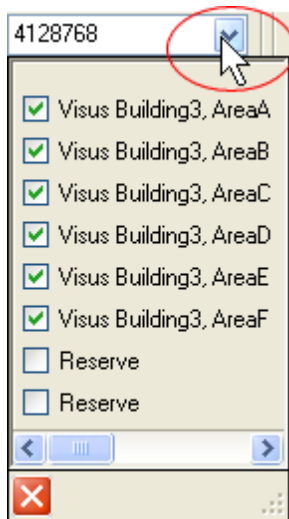 4128768
Visus Building3, AreaA
Visus Building3, AreaB
Visus Building3, AreaC
Visus Building3, AreaD
Visus Building3, AreaE
Visus Building3, AreaF
Reserve
Reserve